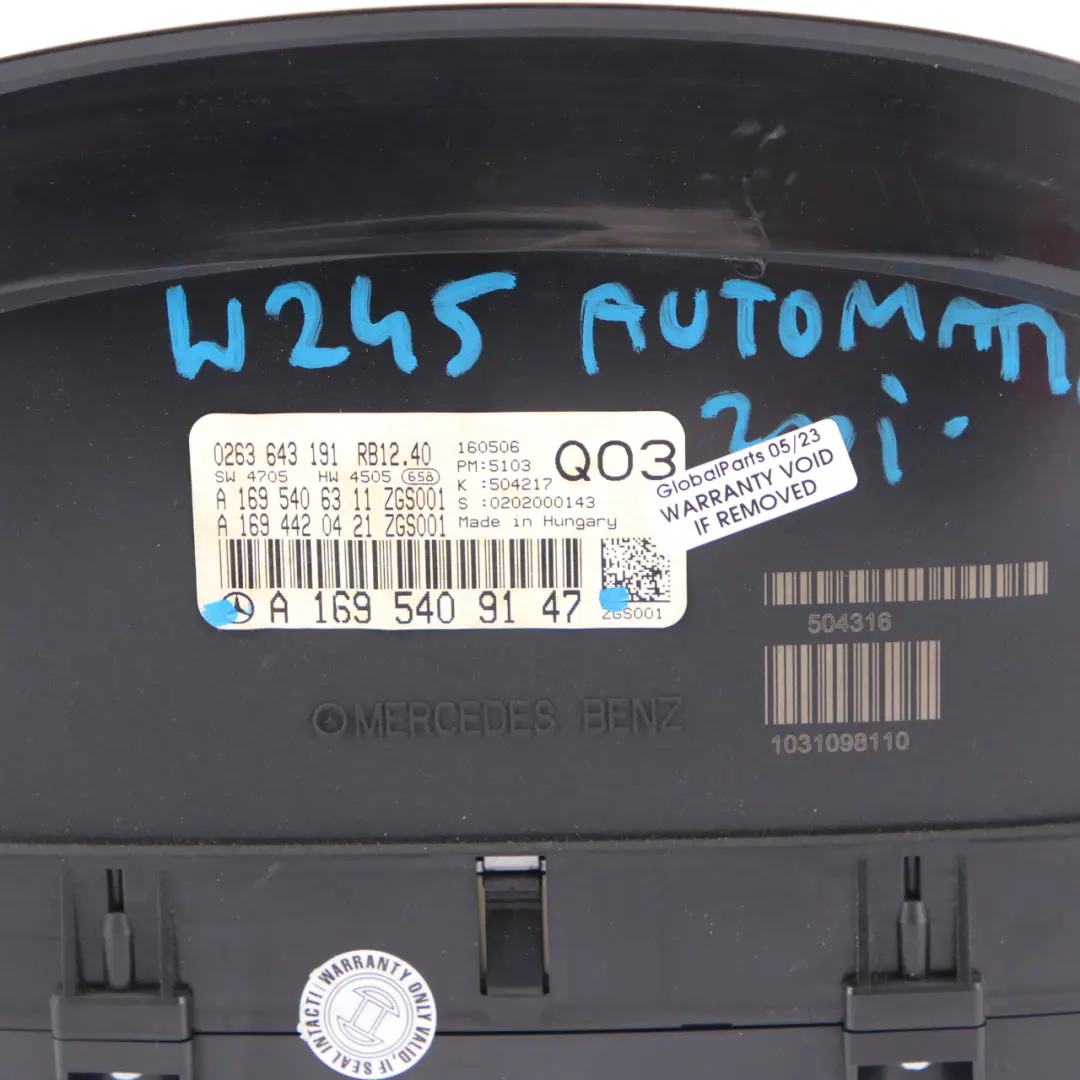 W245 AUTOMAT
0263 643 191 RB12.40
SW 4705 HW 4505 658
A 169 540 63 11 ZGS001
A 169 442 04 21 ZGS001
160506
PM:5103
K :504217
S :0202000143
Made in Hungary
Q03
GlobalParts 05/23
WARRANTY VOID
IF REMOVED
A 169 540 91 47
ZGS001
504316
MERCEDES BENZ
1031098110
WARRANTY ONLY VALID, IF SEAL INTACT!